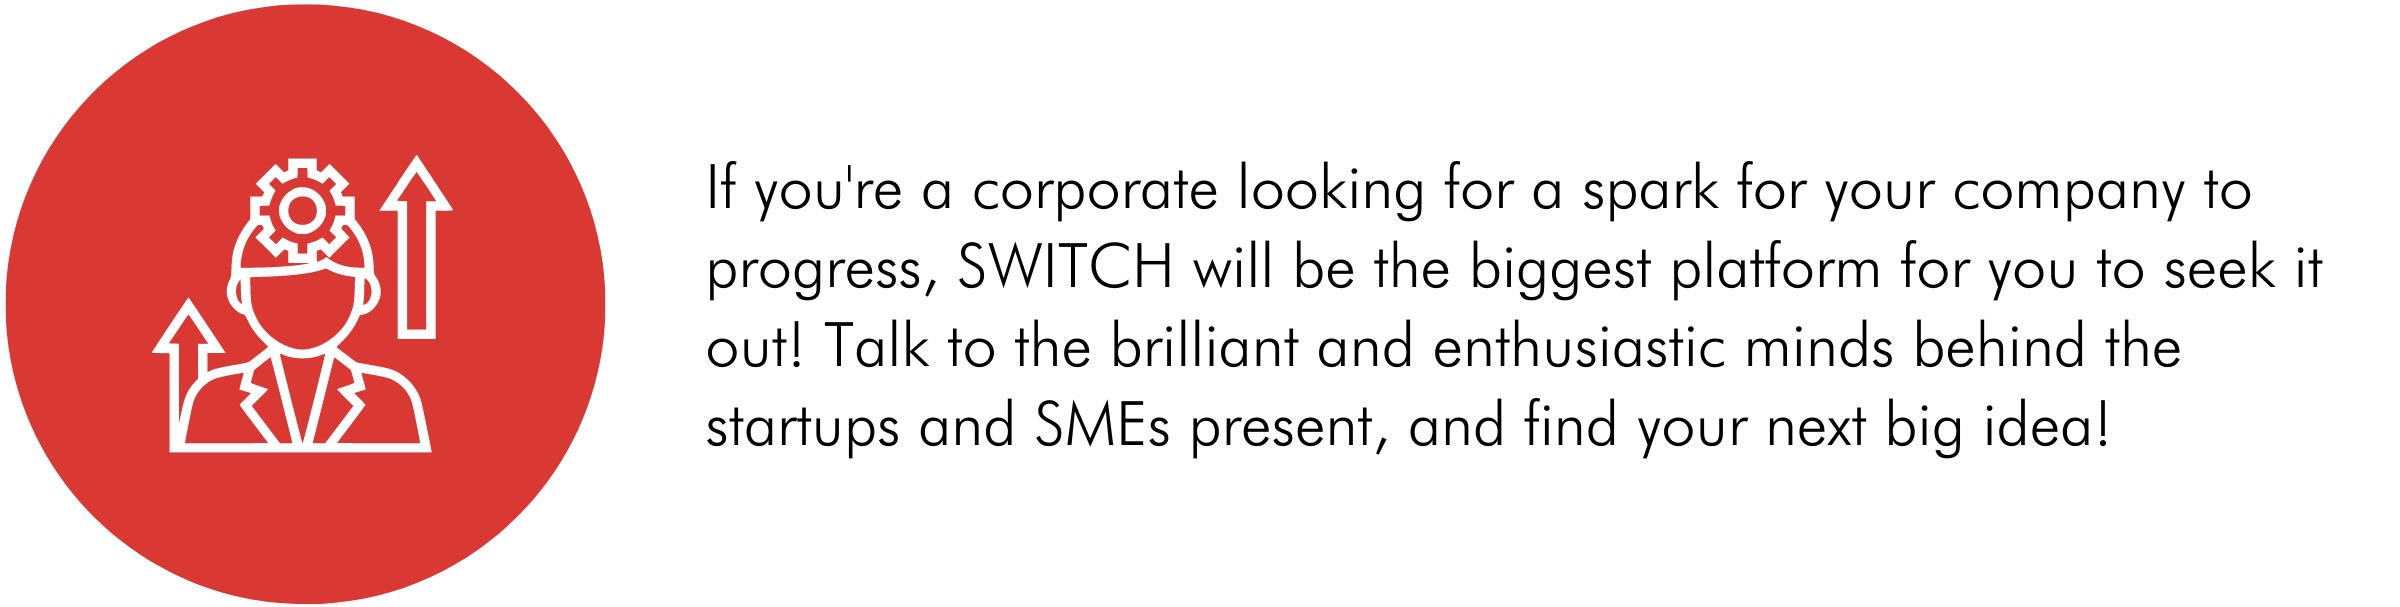 If you're a corporate looking for a spark for your company to
progress, SWITCH will be the biggest platform for you to seek it
out! Talk to the brilliant and enthusiastic minds behind the
startups and SMEs present, and find your next big idea!